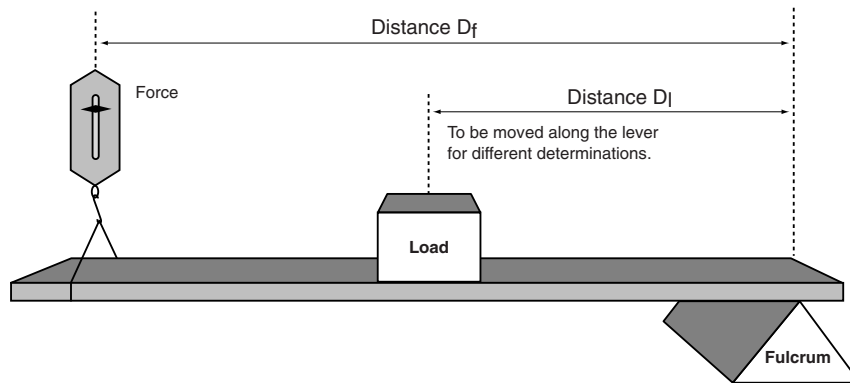 Distance Df
Force
Distance Dl
To be moved along the lever
for different determinations.
Load
Fulcrum